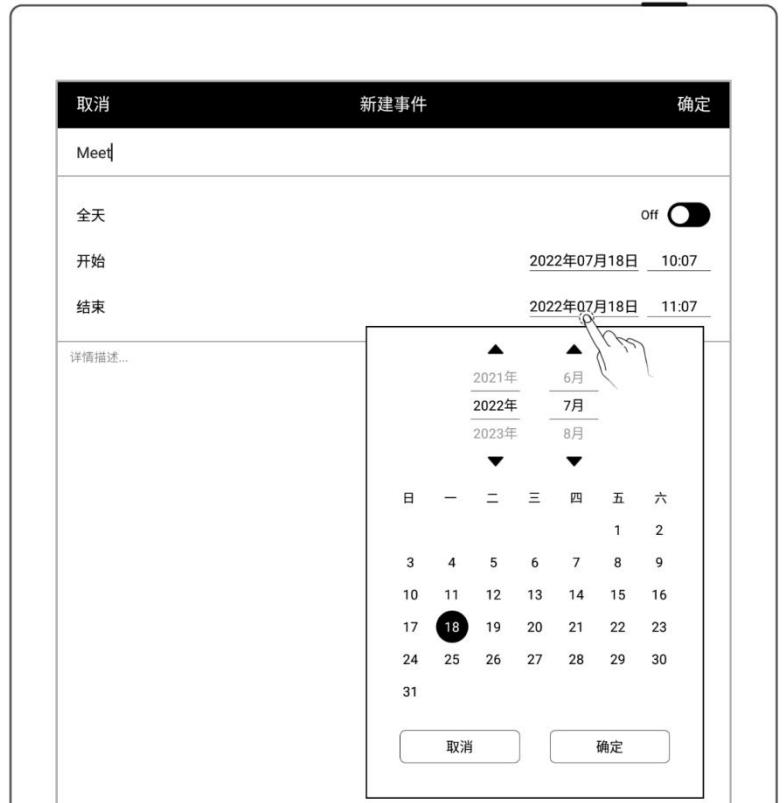 取消 新建事件 确定
Meet
全天 Off
开始 2022年07月18日 10:07
结束 2022年07月18日 11:07
详情描述...
2021年 6月
2022年 7月
2023年 8月
日 一 二 三 四 五 六
1 2
3 4 5 6 7 8 9
10 11 12 13 14 15 16
17 18 19 20 21 22 23
24 25 26 27 28 29 30
31
取消 确定